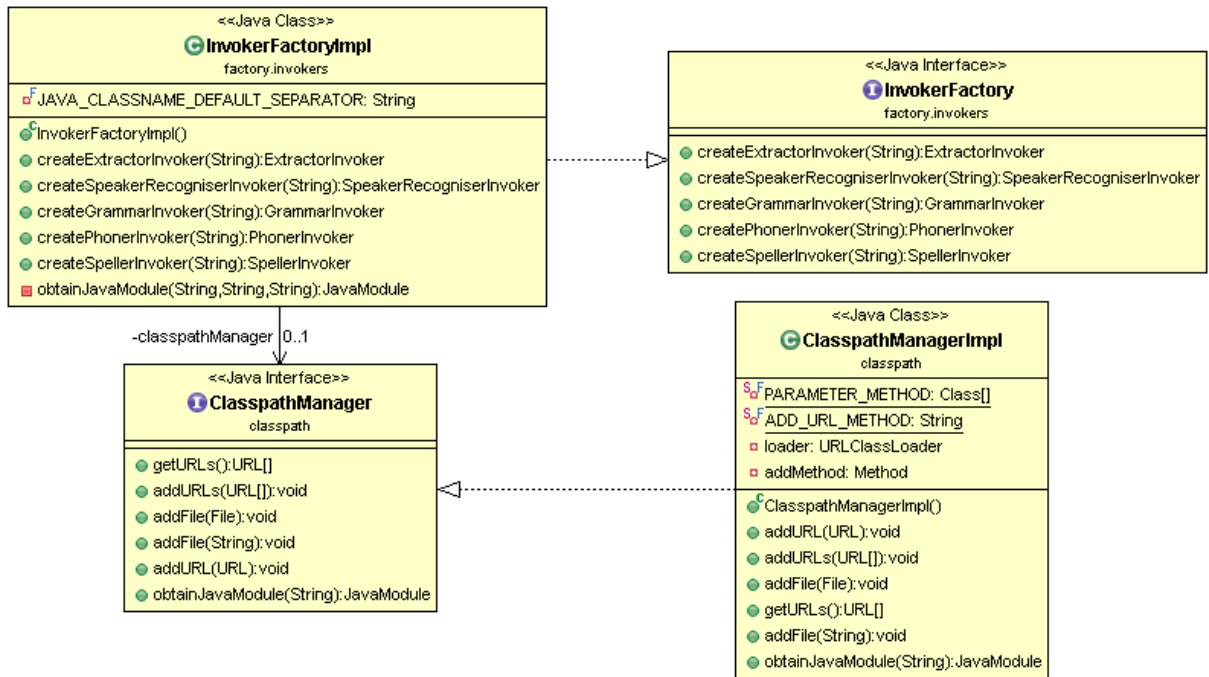 <<Java Class>>
InvokerFactoryImpl
factory.invokers
JAVA_CLASSNAME_DEFAULT_SEPARATOR: String
InvokerFactoryImpl()
createExtractorInvoker(String):ExtractorInvoker
createSpeakerRecogniserInvoker(String):SpeakerRecogniserInvoker
createGrammarInvoker(String):GrammarInvoker
createPhonerInvoker(String):PhonerInvoker
createSpellerInvoker(String):SpellerInvoker
obtainJavaModule(String,String,String):JavaModule
<<Java Interface>>
InvokerFactory
factory.invokers
createExtractorInvoker(String):ExtractorInvoker
createSpeakerRecogniserInvoker(String):SpeakerRecogniserInvoker
createGrammarInvoker(String):GrammarInvoker
createPhonerInvoker(String):PhonerInvoker
createSpellerInvoker(String):SpellerInvoker
-classpathManager 0..1
<<Java Interface>>
ClasspathManager
classpath
getURLs():URL[]
addURLs(URL[]):void
addFile(File):void
addFile(String):void
addURL(URL):void
obtainJavaModule(String):JavaModule
<<Java Class>>
ClasspathManagerImpl
classpath
PARAMETER_METHOD: Class[]
ADD_URL_METHOD: String
loader: URLClassLoader
addMethod: Method
ClasspathManagerImpl()
addURL(URL):void
addURLs(URL[]):void
addFile(File):void
getURLs():URL[]
addFile(String):void
obtainJavaModule(String):JavaModule